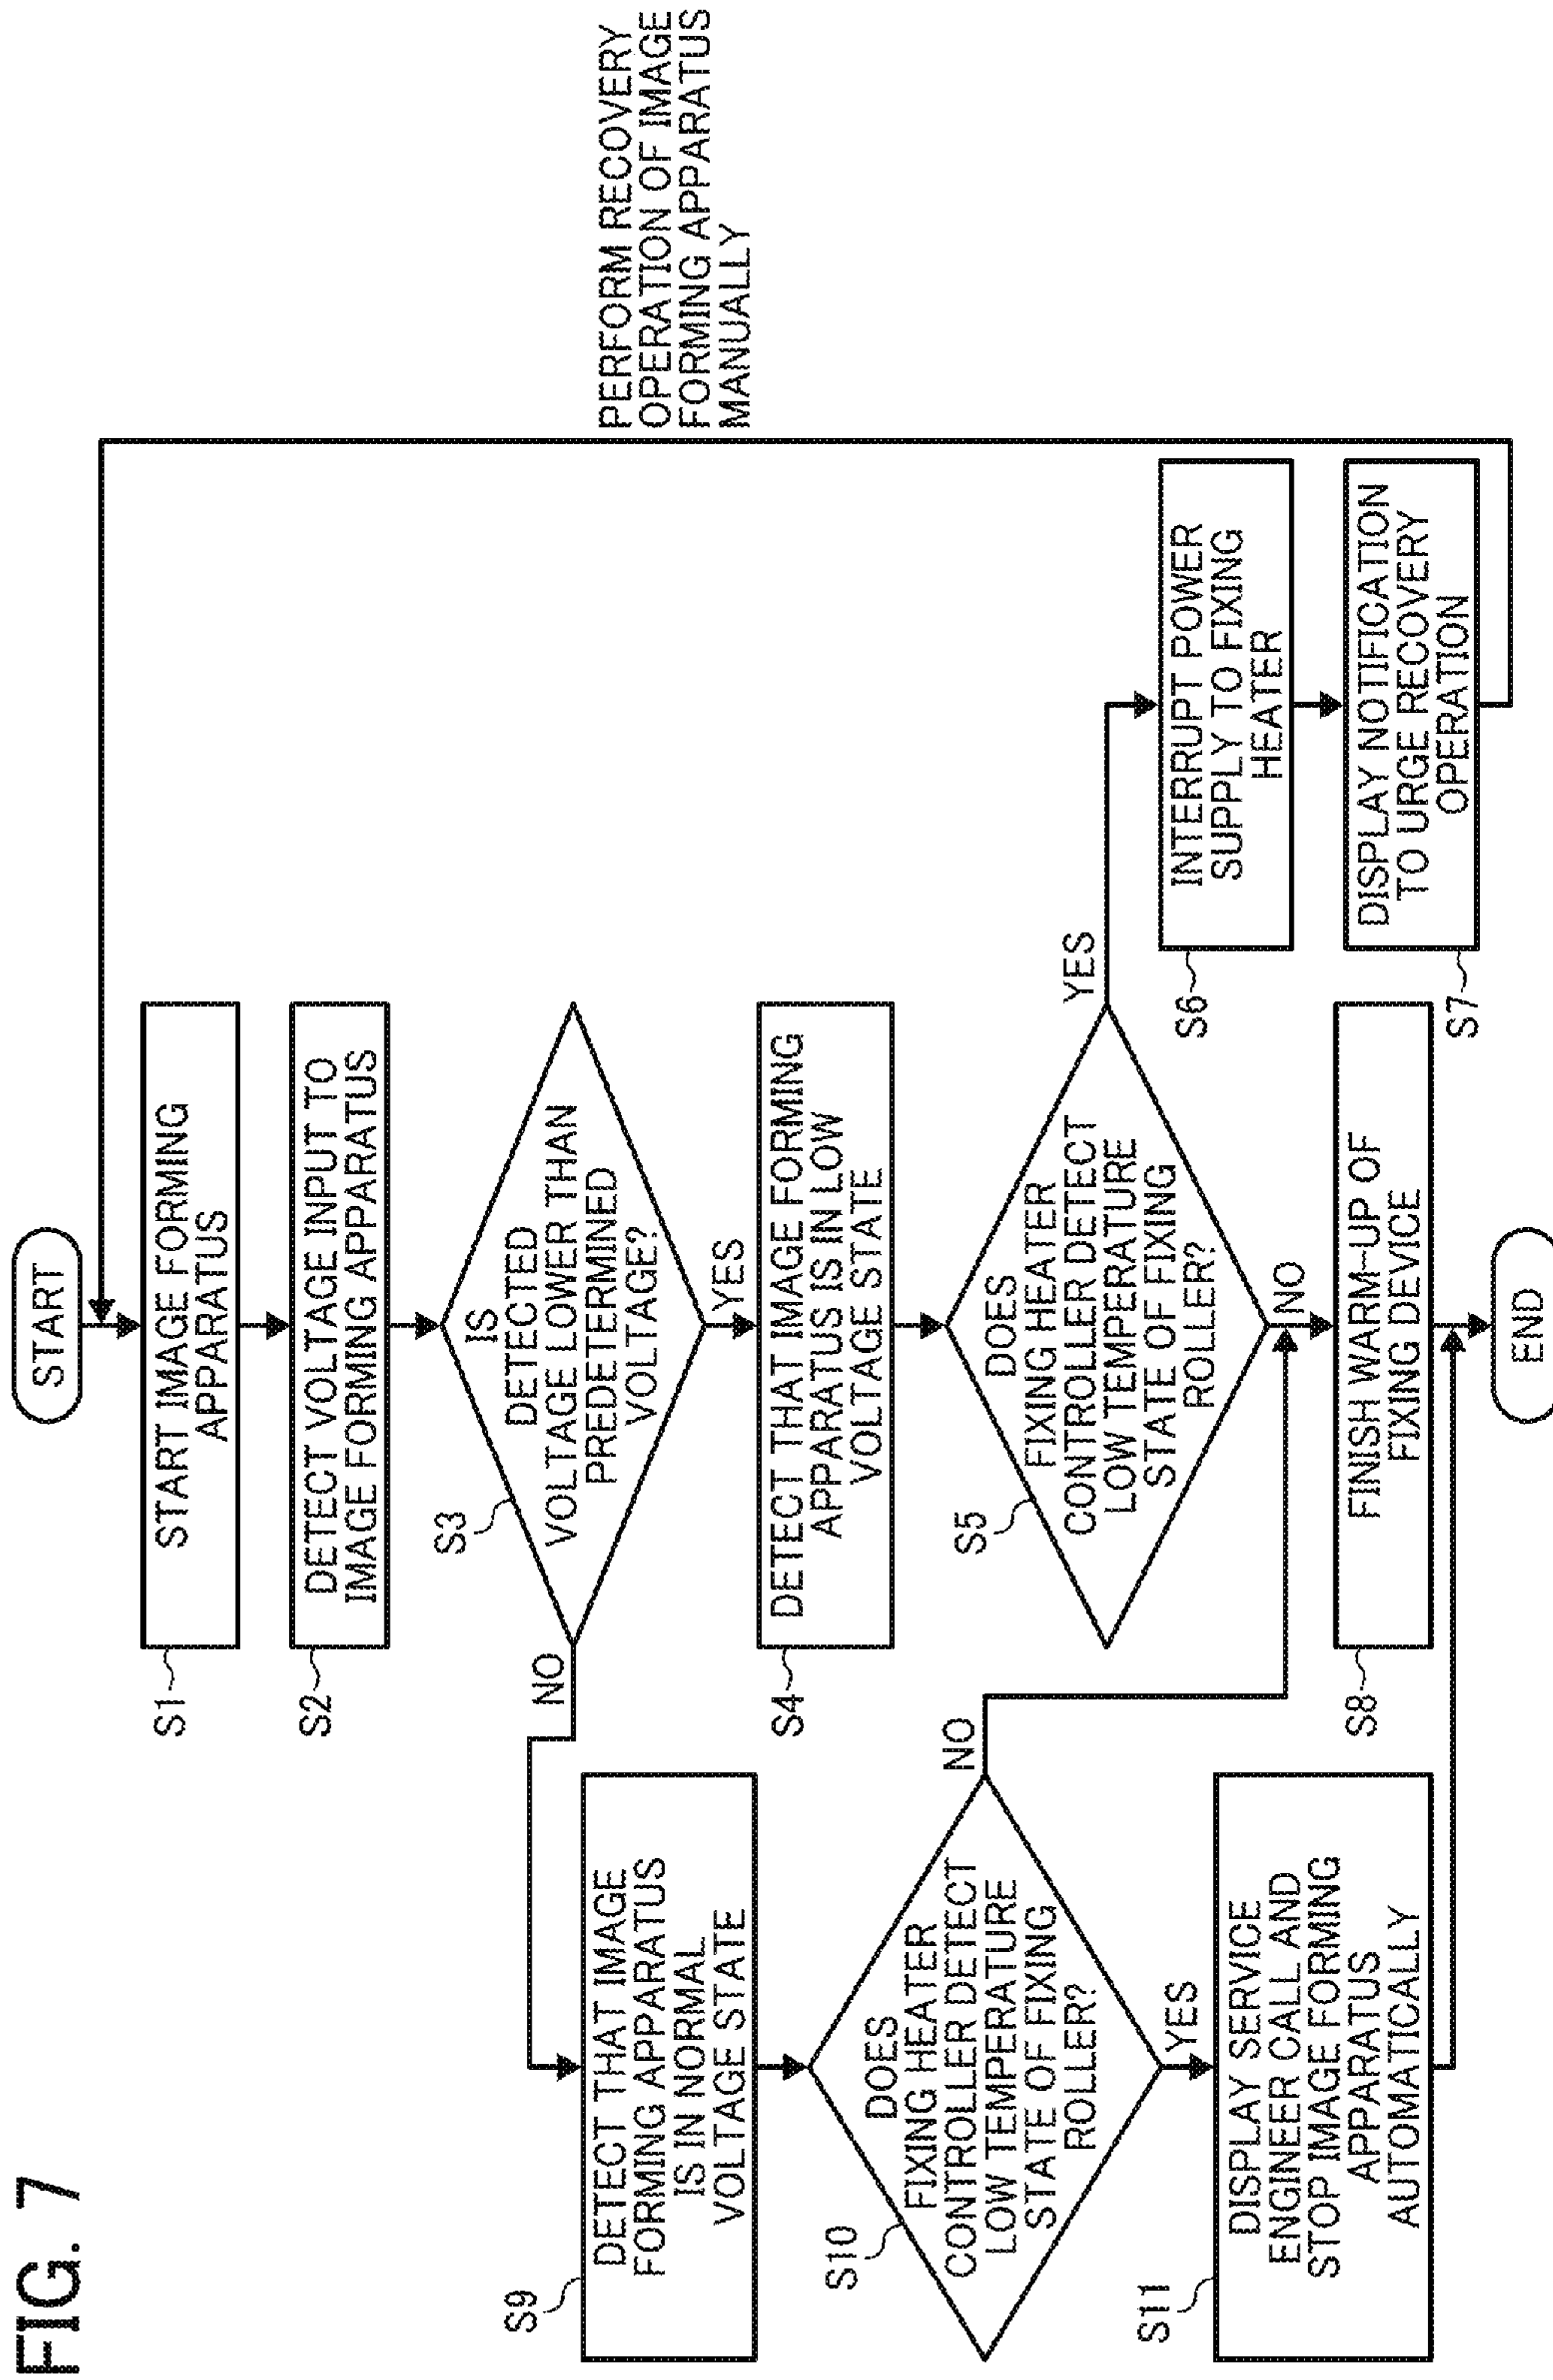 FIG. 7
START
S1
START IMAGE FORMING
APPARATUS
S2
DETECT VOLTAGE INPUT TO
IMAGE FORMING APPARATUS
S3
IS
DETECTED
VOLTAGE LOWER THAN
PREDETERMINED
VOLTAGE?
NO
YES
S4
DETECT THAT IMAGE FORMING
APPARATUS IS IN LOW
VOLTAGE STATE
S5
DOES
FIXING HEATER
CONTROLLER DETECT
LOW TEMPERATURE
STATE OF FIXING
ROLLER?
YES
NO
S6
INTERRUPT POWER
SUPPLY TO FIXING
HEATER
S7
DISPLAY NOTIFICATION
TO URGE RECOVERY
OPERATION
PERFORM RECOVERY
OPERATION OF IMAGE
FORMING APPARATUS
MANUALLY
S8
FINISH WARM-UP OF
FIXING DEVICE
S9
DETECT THAT IMAGE
FORMING APPARATUS
IS IN NORMAL
VOLTAGE STATE
S10
DOES
FIXING HEATER
CONTROLLER DETECT
LOW TEMPERATURE
STATE OF FIXING
ROLLER?
NO
YES
S11
DISPLAY SERVICE
ENGINEER CALL AND
STOP IMAGE FORMING
APPARATUS
AUTOMATICALLY
END